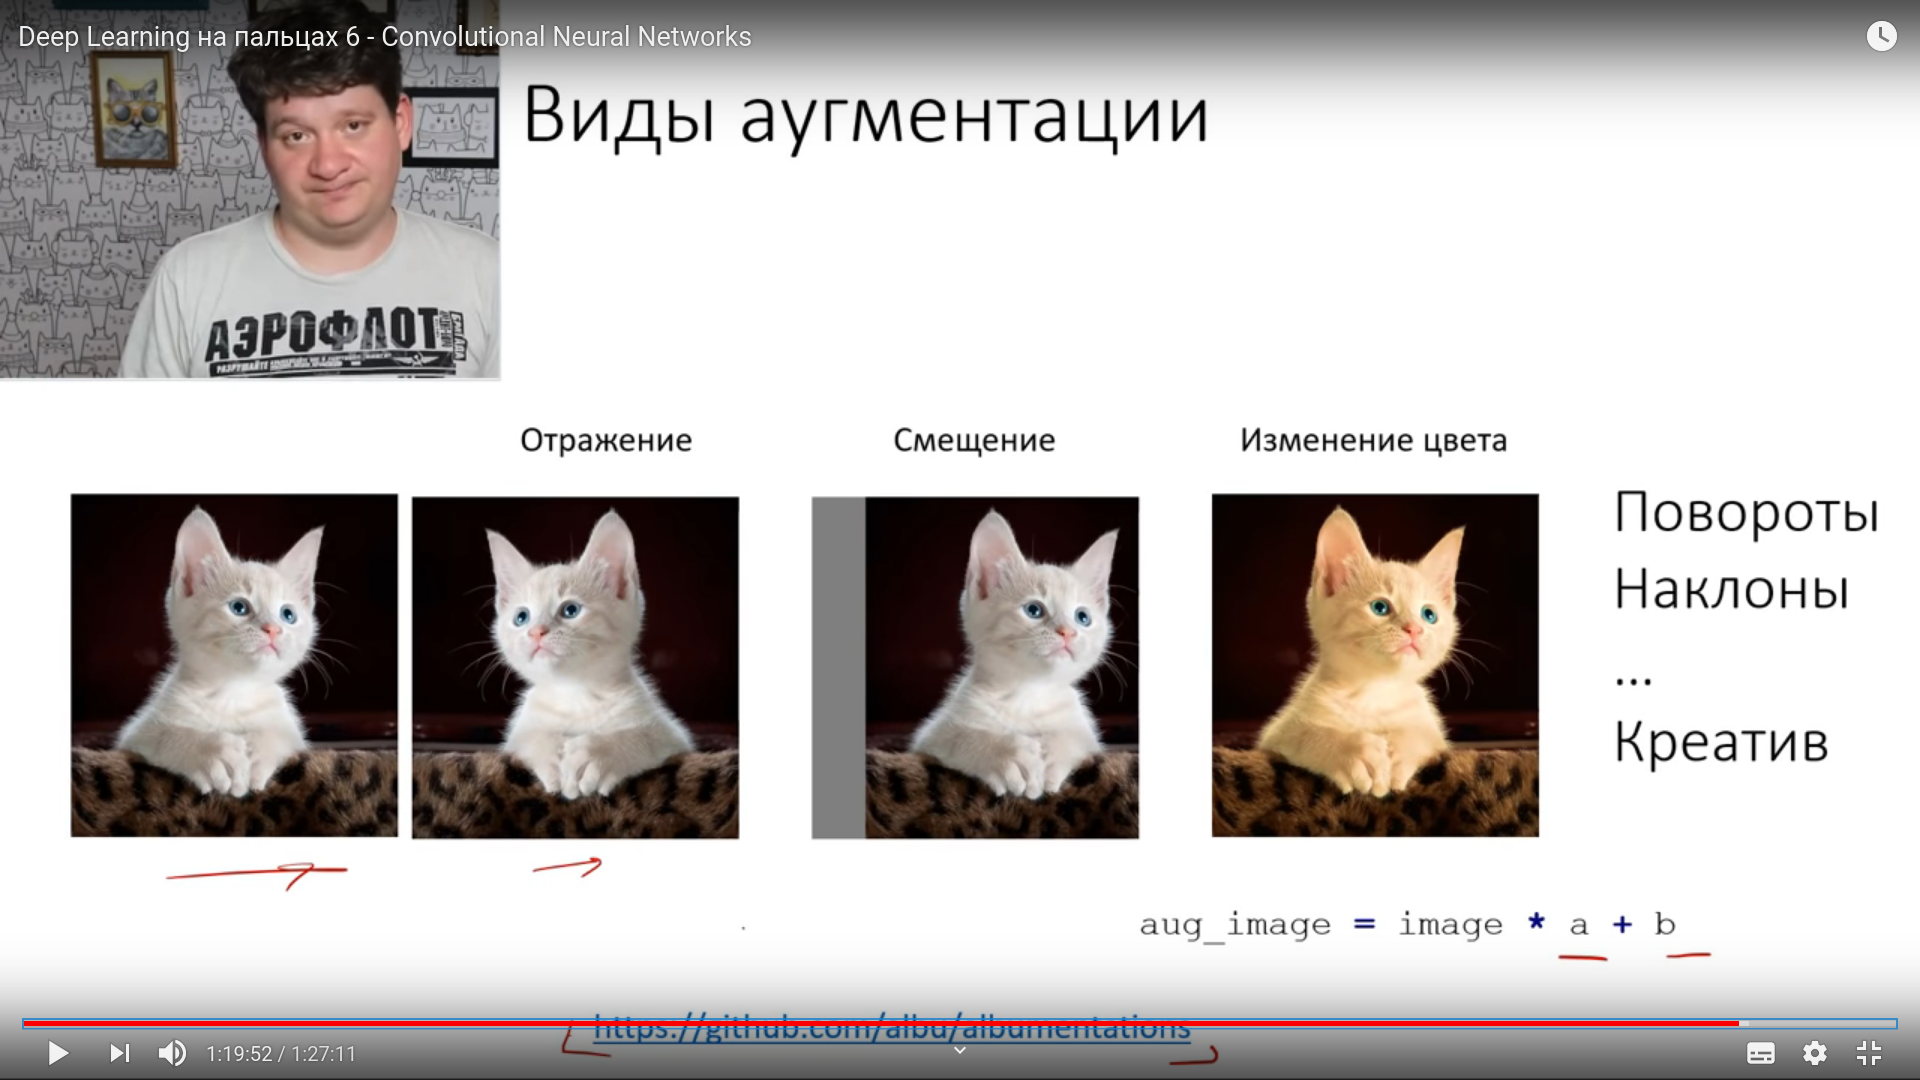 Deep Learning на пальцах 6 - Convolutional Neural Networks
Виды аугментации
АЭРОФЛОТ
Отражение
Смещение
Изменение цвета
Повороты
Наклоны
...
Креатив
aug_image = image * a + b
https://github.com/albu/albumentations
1:19:52 / 1:27:11